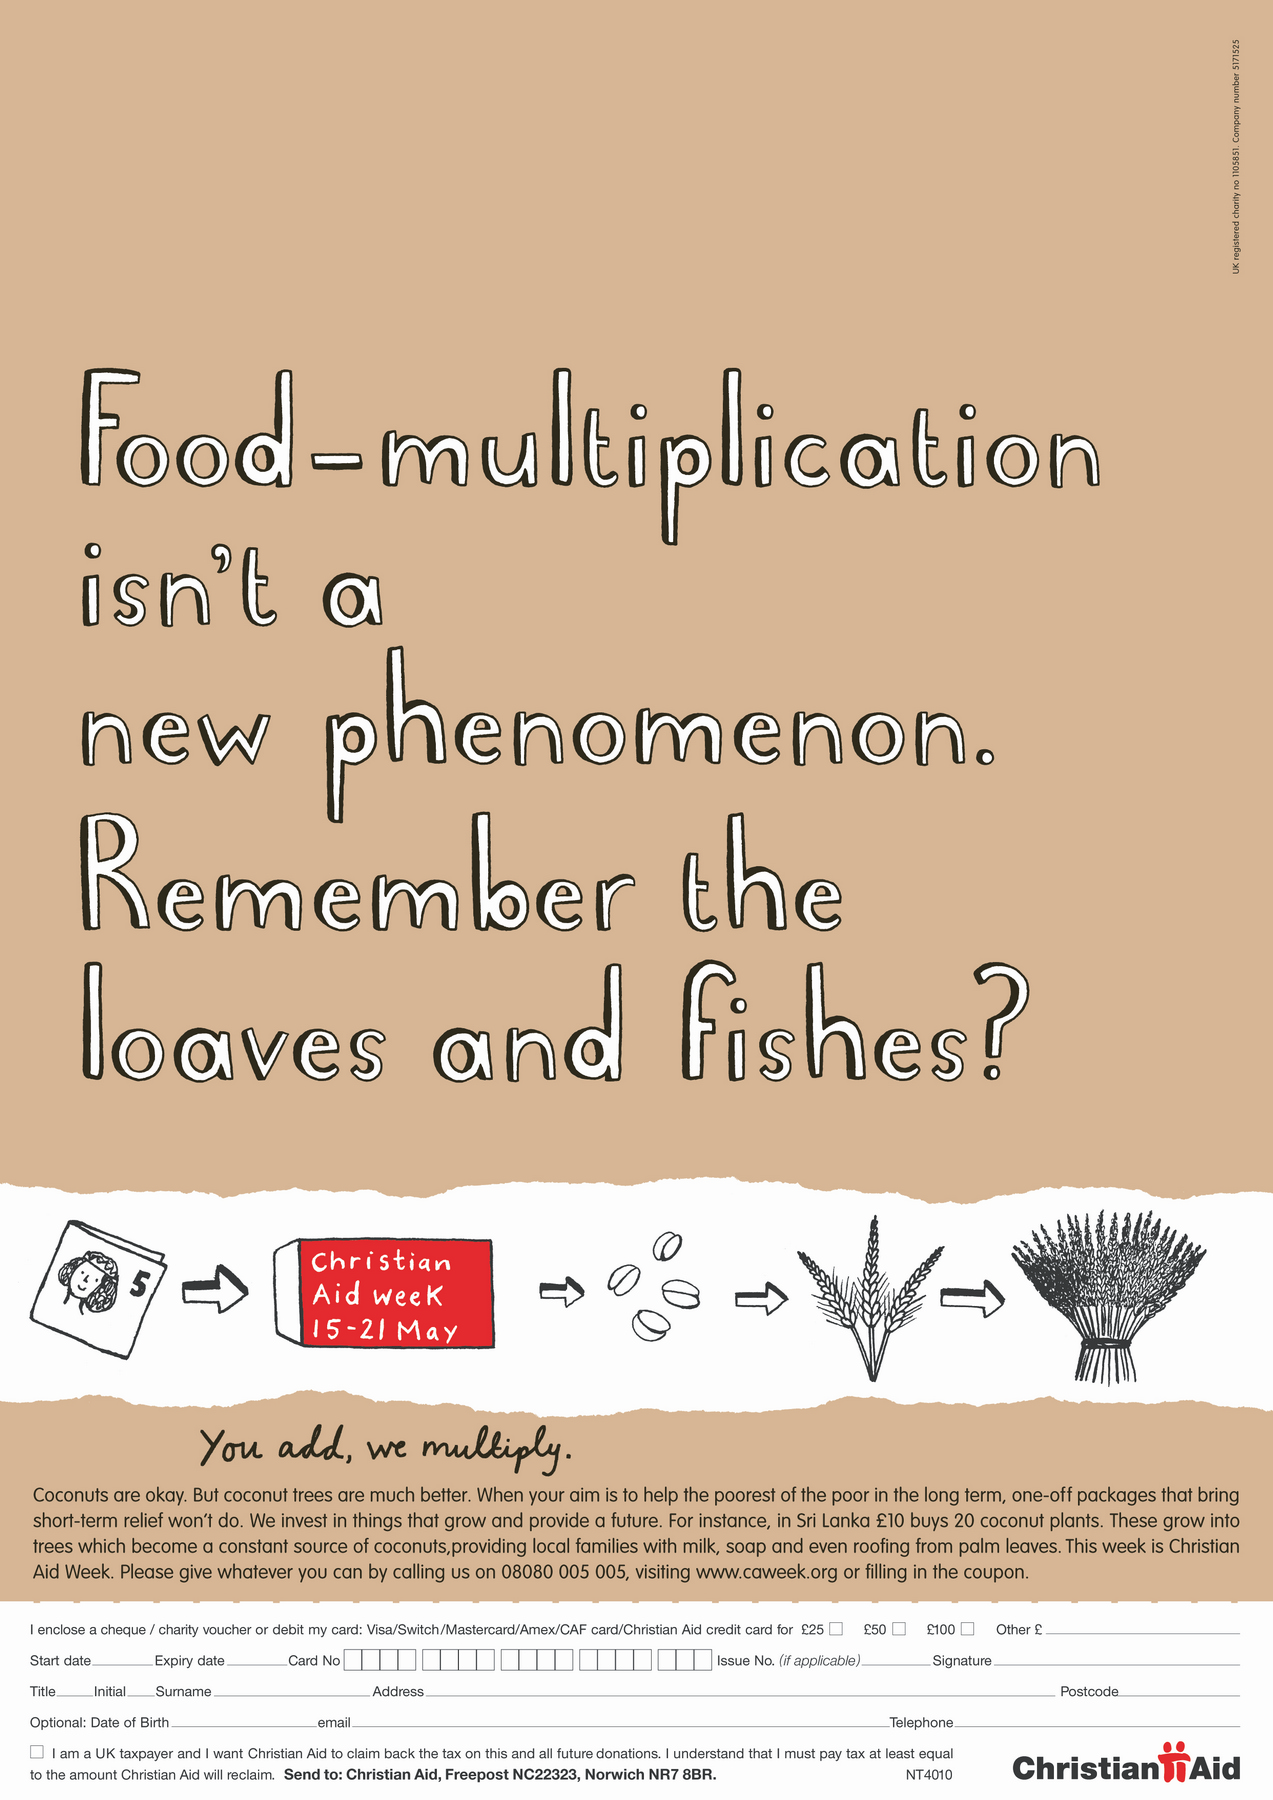 UK registered charity no 1105851. Company number 5171525
Food-multiplication
isn't a
new phenomenon.
Remember the
loaves and fishes?
5
Christian
Aid week
15-21 May
You add, we multiply.
Coconuts are okay. But coconut trees are much better. When your aim is to help the poorest of the poor in the long term, one-off packages that bring
short-term relief won't do. We invest in things that grow and provide a future. For instance, in Sri Lanka £10 buys 20 coconut plants. These grow into
trees which become a constant source of coconuts,providing local families with milk, soap and even roofing from palm leaves. This week is Christian
Aid Week. Please give whatever you can by calling us on 08080 005 005, visiting www.caweek.org or filling in the coupon.
I enclose a cheque / charity voucher or debit my card: Visa/Switch/Mastercard/Amex/CAF card/Christian Aid credit card for £25 £50 £100 Other £
Start date Expiry date Card No Issue No. (if applicable) Signature
Title Initial Surname Address Postcode
Optional: Date of Birth email Telephone
I am a UK taxpayer and I want Christian Aid to claim back the tax on this and all future donations. I understand that I must pay tax at least equal
to the amount Christian Aid will reclaim. Send to: Christian Aid, Freepost NC22323, Norwich NR7 8BR. NT4010
Christian Aid